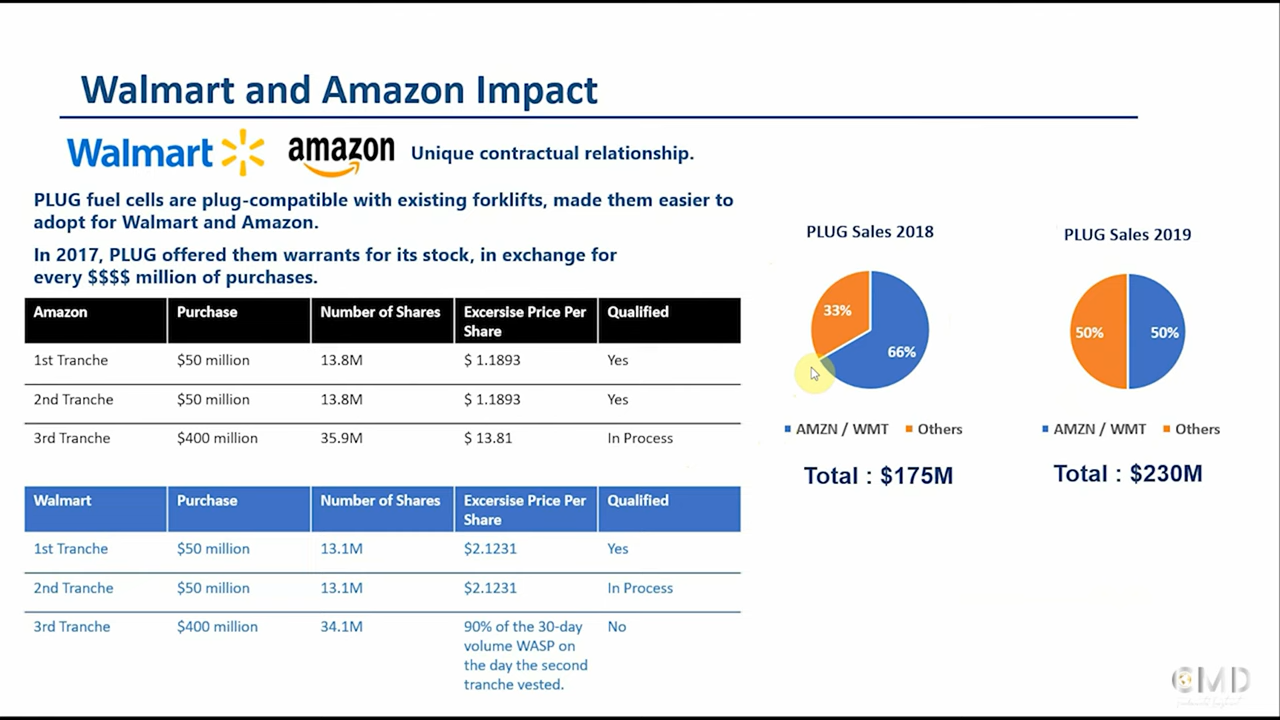 Walmart and Amazon Impact
Walmart
amazon
Unique contractual relationship.
PLUG fuel cells are plug-compatible with existing forklifts, made them easier to
adopt for Walmart and Amazon.
In 2017, PLUG offered them warrants for its stock, in exchange for
every $$$$ million of purchases.
Amazon Purchase Number of Shares Excersise Price Per Share Qualified
1st Tranche $50 million 13.8M $ 1.1893 Yes
2nd Tranche $50 million 13.8M $ 1.1893 Yes
3rd Tranche $400 million 35.9M $ 13.81 In Process
Walmart Purchase Number of Shares Excersise Price Per Share Qualified
1st Tranche $50 million 13.1M $2.1231 Yes
2nd Tranche $50 million 13.1M $2.1231 In Process
3rd Tranche $400 million 34.1M 90% of the 30-day No
volume WASP on
the day the second
tranche vested.
PLUG Sales 2018
33%
66%
AMZN / WMT Others
Total : $175M
PLUG Sales 2019
50% 50%
AMZN / WMT Others
Total : $230M
CMD